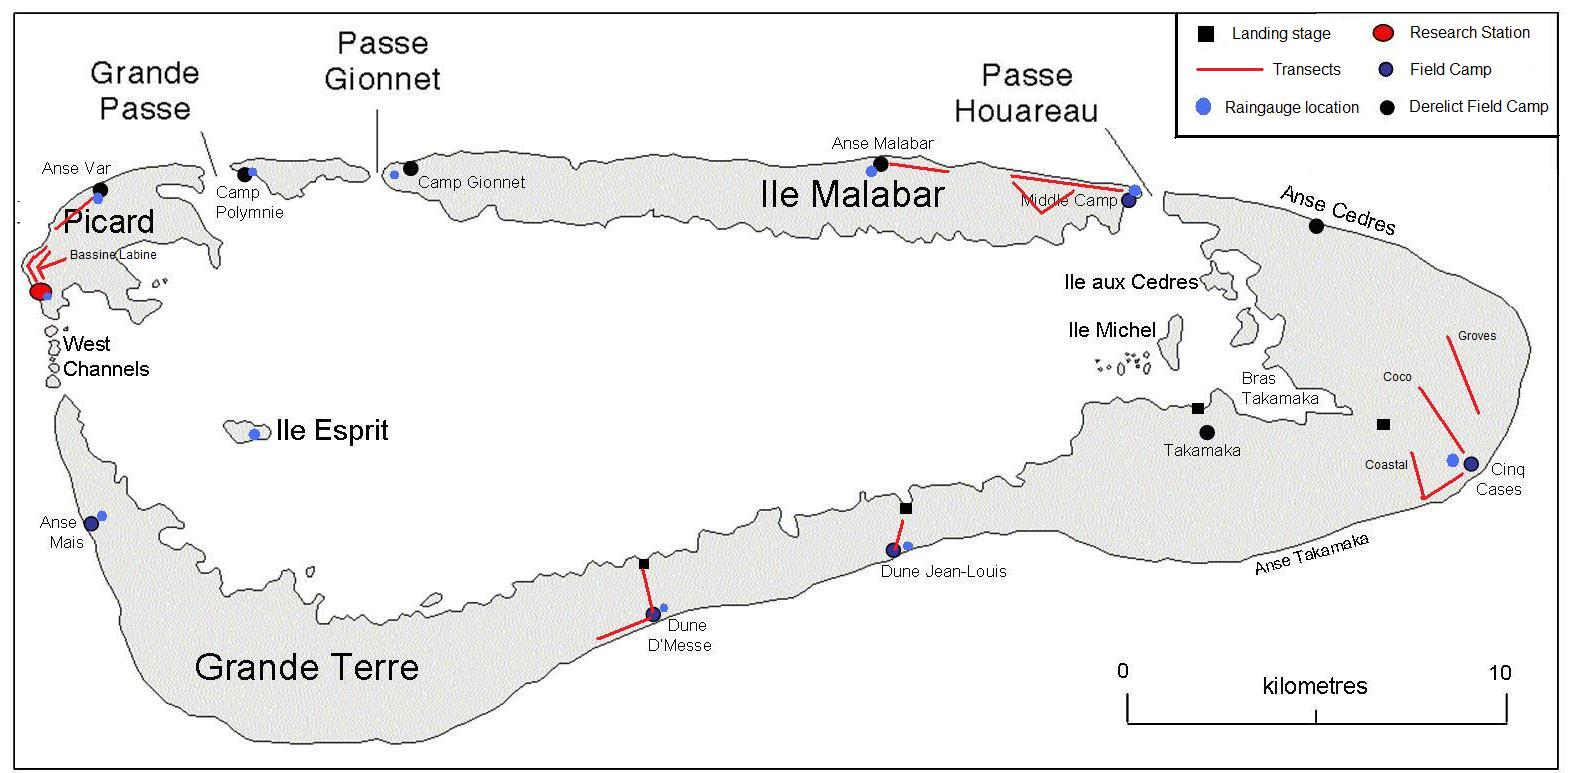 Landing stage
Research Station
Transects
Field Camp
Raingauge location
Derelict Field Camp
Passe
Gionnet
Grande
Passe
Passe
Houareau
Anse Var
Camp
Polymnie
Camp Gionnet
Anse Malabar
Ile Malabar
Middle Camp
Anse Cedres
Picard
Bassine Labine
Ile aux Cedres
Ile Michel
West
Channels
Groves
Coco
Bras
Takamaka
Ile Esprit
Takamaka
Coastal
Cinq
Cases
Anse
Mais
Anse Takamaka
Dune Jean-Louis
Dune
D'Messe
Grande Terre
0
10
kilometres